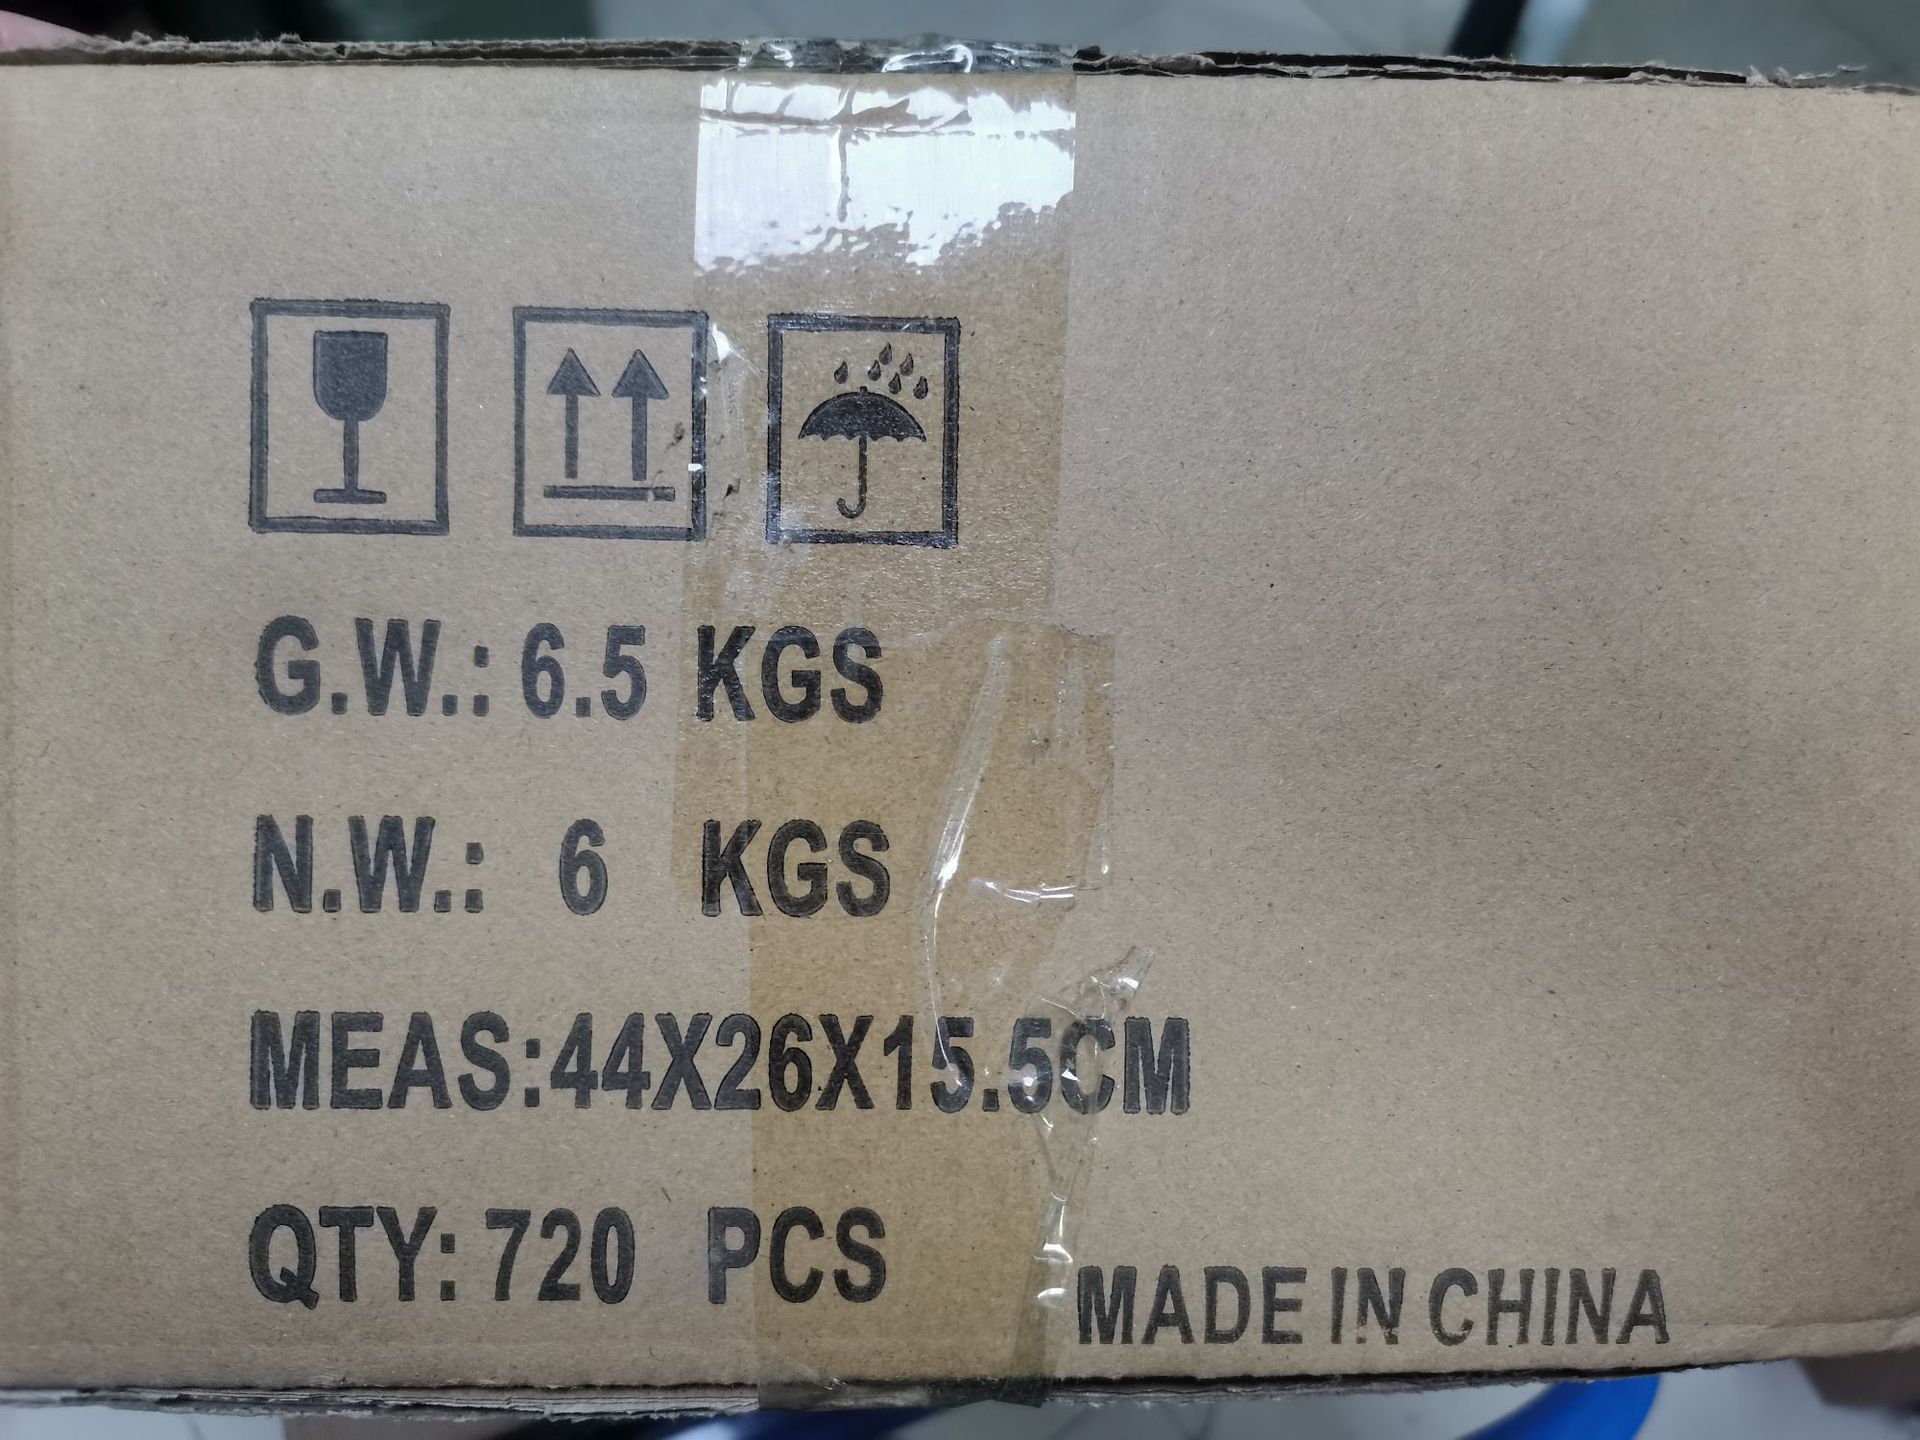 G.W.: 6.5 KGS
N.W.: 6 KGS
MEAS:44X26X15.5CM
QTY: 720 PCS
MADE IN CHINA